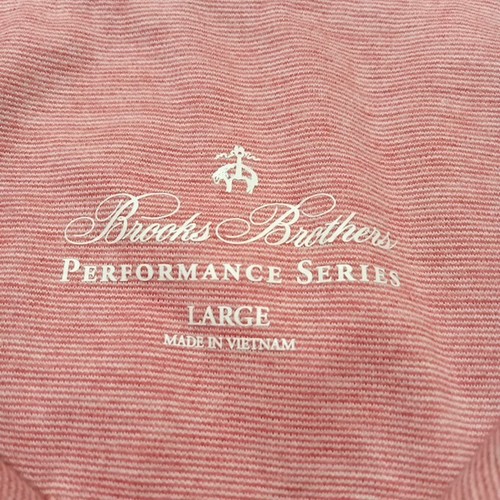 Brooks Brothers
PERFORMANCE SERIES
LARGE
MADE IN VIETNAM